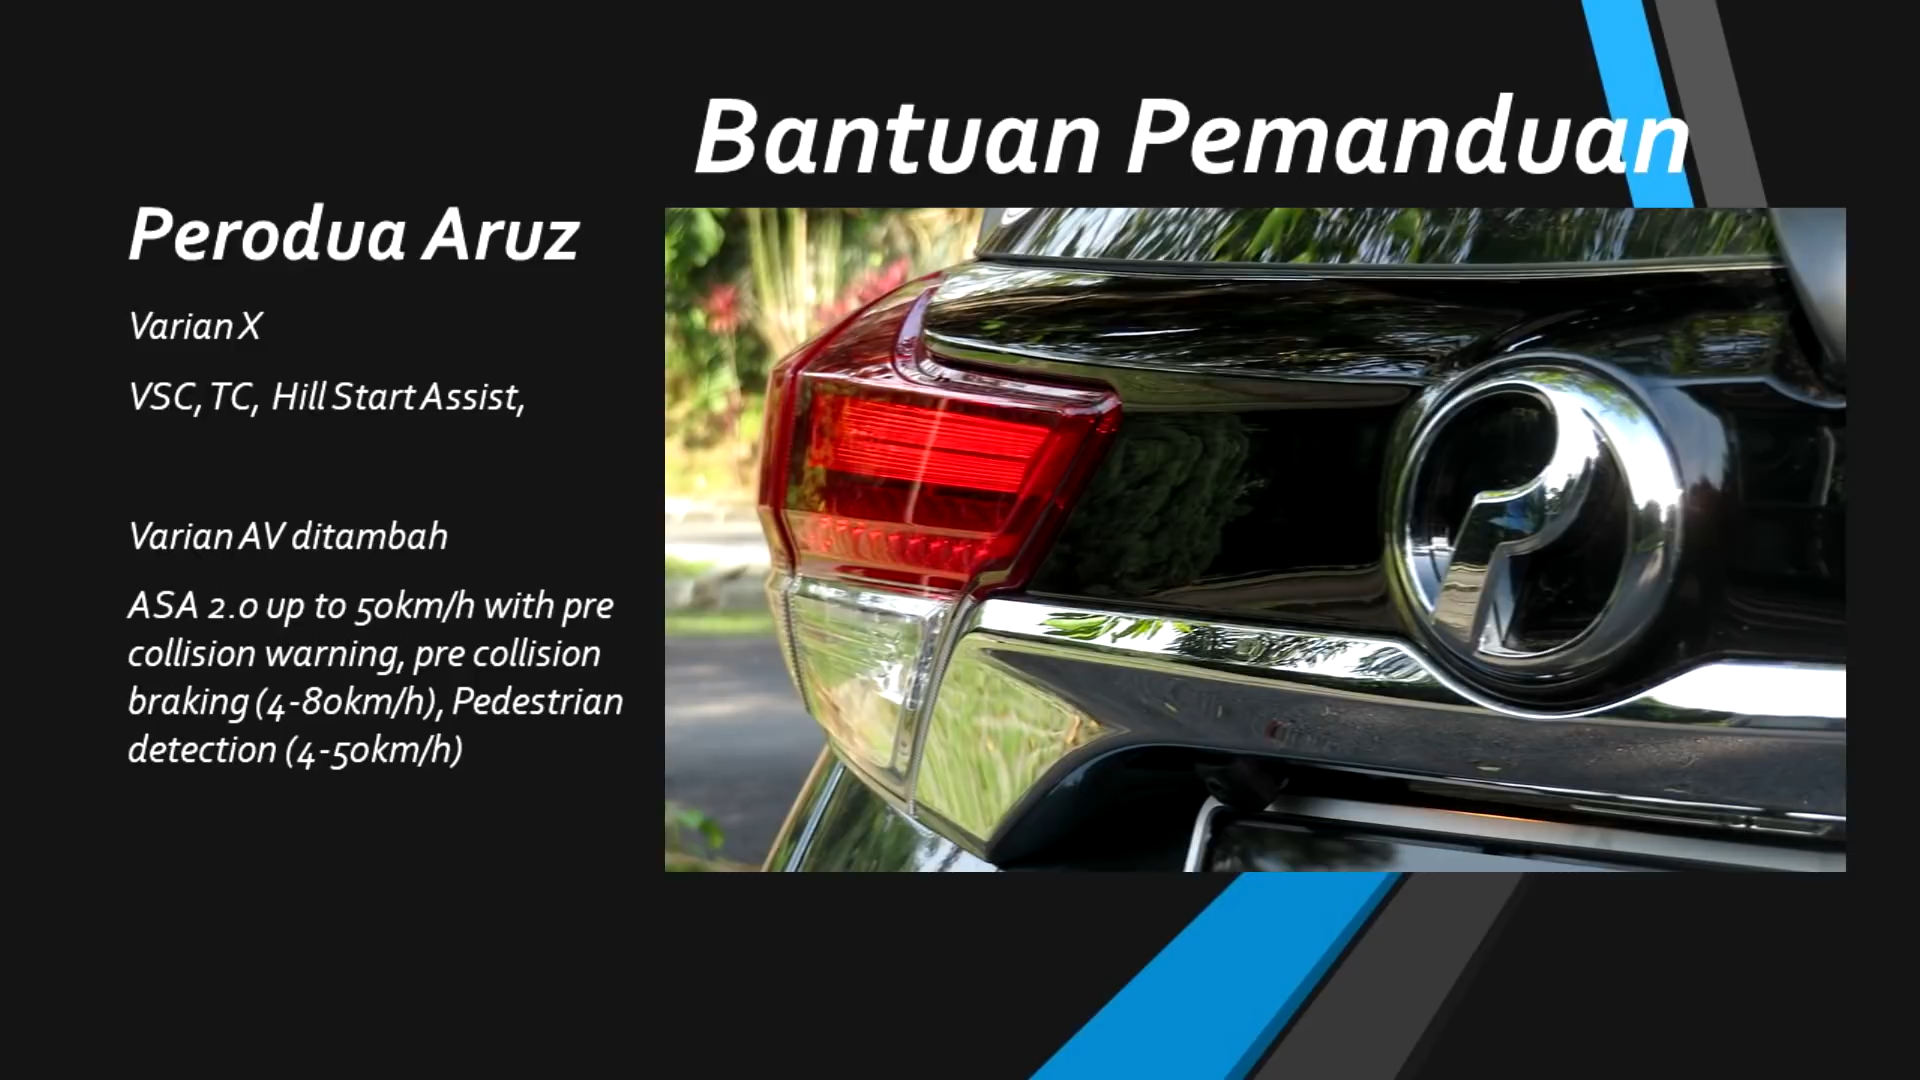 Bantuan Pemanduan
Perodua Aruz
Varian X
VSC, TC, Hill Start Assist,
Varian AV ditambah
ASA 2.0 up to 50km/h with pre
collision warning, pre collision
braking (4-80km/h), Pedestrian
detection (4-50km/h)